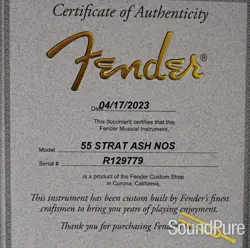 Certificate of Authenticity
Fender
Date 04/17/2023
This document certifies that this
Fender Musical Instrument,
Model 55 STRAT ASH NOS
Serial # R129779
is a product of the Fender Custom Shop
in Corona, California.
This instrument has been custom built by Fender's finest
craftsmen to bring you years of playing enjoyment.
Thank you for purchasing Fender
SoundPure